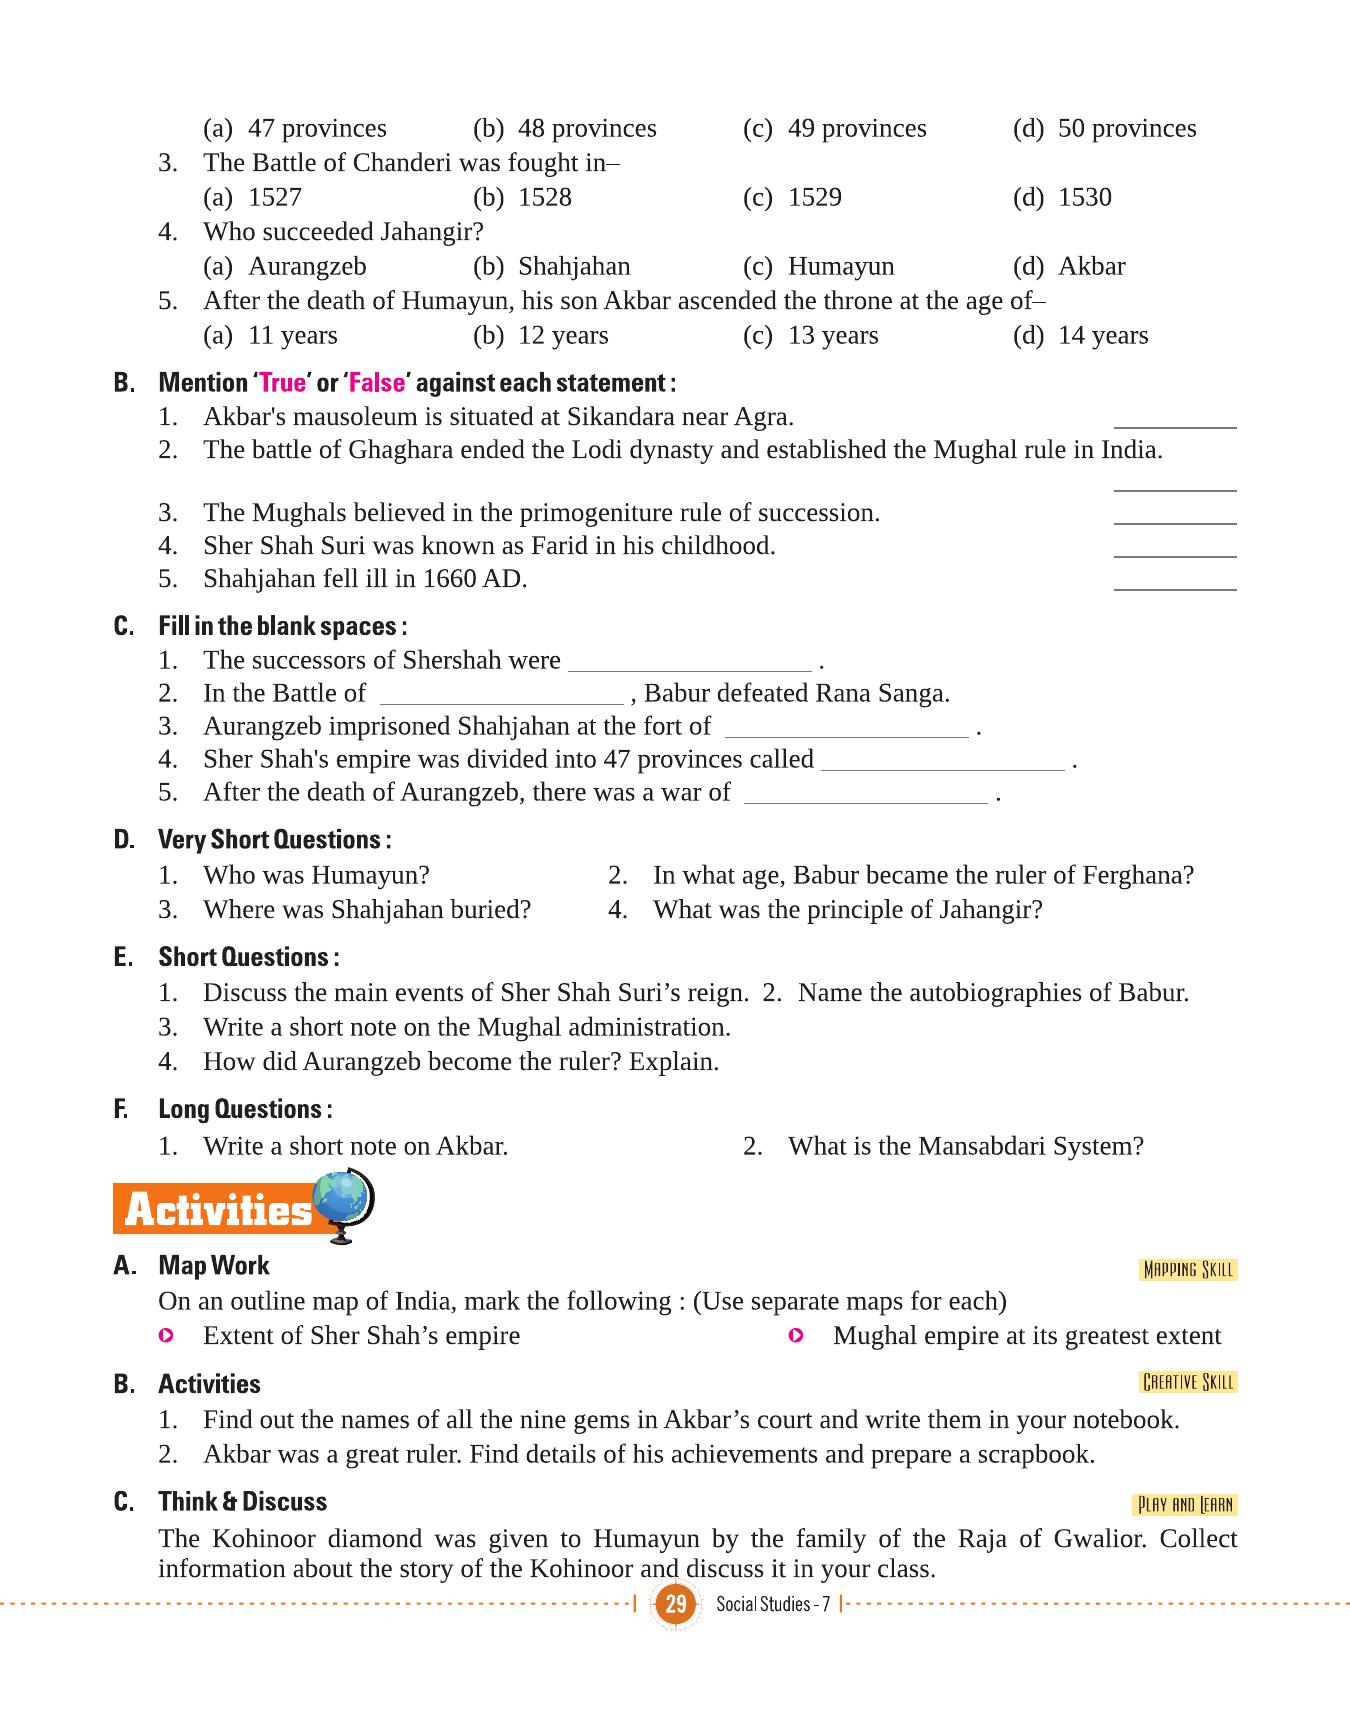 (a) 47 provinces (b) 48 provinces (c) 49 provinces (d) 50 provinces
3. The Battle of Chanderi was fought in–
(a) 1527 (b) 1528 (c) 1529 (d) 1530
4. Who succeeded Jahangir?
(a) Aurangzeb (b) Shahjahan (c) Humayun (d) Akbar
5. After the death of Humayun, his son Akbar ascended the throne at the age of–
(a) 11 years (b) 12 years (c) 13 years (d) 14 years
B. Mention ‘True’ or ‘False’ against each statement :
1. Akbar's mausoleum is situated at Sikandara near Agra. ________
2. The battle of Ghaghara ended the Lodi dynasty and established the Mughal rule in India.
________
3. The Mughals believed in the primogeniture rule of succession. ________
4. Sher Shah Suri was known as Farid in his childhood. ________
5. Shahjahan fell ill in 1660 AD. ________
C. Fill in the blank spaces :
1. The successors of Shershah were ________________ .
2. In the Battle of ________________ , Babur defeated Rana Sanga.
3. Aurangzeb imprisoned Shahjahan at the fort of ________________ .
4. Sher Shah's empire was divided into 47 provinces called ________________ .
5. After the death of Aurangzeb, there was a war of ________________ .
D. Very Short Questions :
1. Who was Humayun? 2. In what age, Babur became the ruler of Ferghana?
3. Where was Shahjahan buried? 4. What was the principle of Jahangir?
E. Short Questions :
1. Discuss the main events of Sher Shah Suri’s reign. 2. Name the autobiographies of Babur.
3. Write a short note on the Mughal administration.
4. How did Aurangzeb become the ruler? Explain.
F. Long Questions :
1. Write a short note on Akbar. 2. What is the Mansabdari System?
Activities
A. Map Work MAPPING SKILL
On an outline map of India, mark the following : (Use separate maps for each)
Extent of Sher Shah’s empire Mughal empire at its greatest extent
B. Activities CREATIVE SKILL
1. Find out the names of all the nine gems in Akbar’s court and write them in your notebook.
2. Akbar was a great ruler. Find details of his achievements and prepare a scrapbook.
C. Think & Discuss PLAY AND LEARN
The Kohinoor diamond was given to Humayun by the family of the Raja of Gwalior. Collect
information about the story of the Kohinoor and discuss it in your class.
29 Social Studies - 7